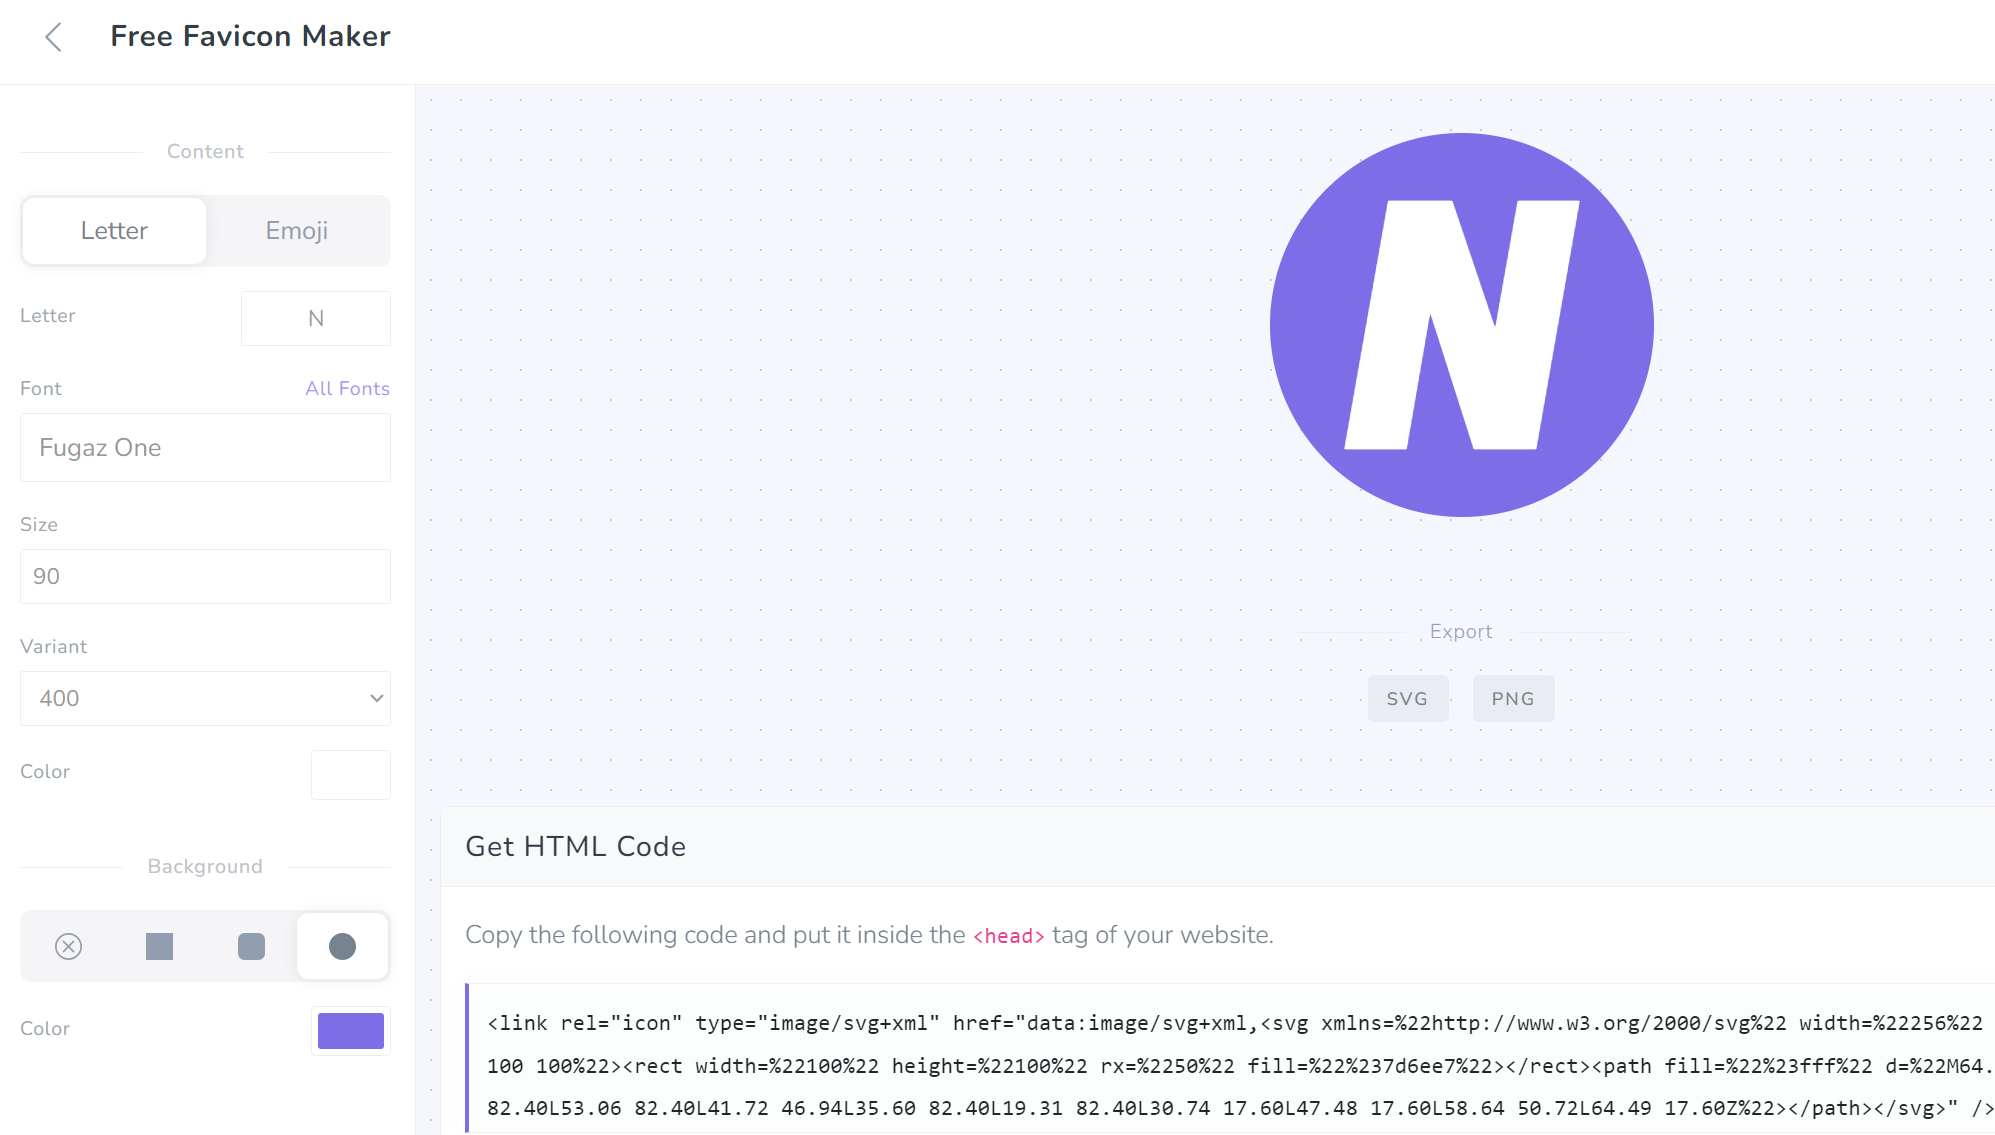 Free Favicon Maker
Content
Letter Emoji
Letter N
Font All Fonts
Fugaz One
Size
90
Variant
400
Color
Background
Color
N
Export
SVG PNG
Get HTML Code
Copy the following code and put it inside the <head> tag of your website.
<link rel="icon" type="image/svg+xml" href="data:image/svg+xml,<svg xmlns=%22http://www.w3.org/2000/svg%22 width=%22256%22
100 100%22><rect width=%22100%22 height=%22100%22 rx=%2250%22 fill=%22%237d6ee7%22></rect><path fill=%22%23fff%22 d=%22M64.
82.40L53.06 82.40L41.72 46.94L35.60 82.40L19.31 82.40L30.74 17.60L47.48 17.60L58.64 50.72L64.49 17.60Z%22></path></svg>" />